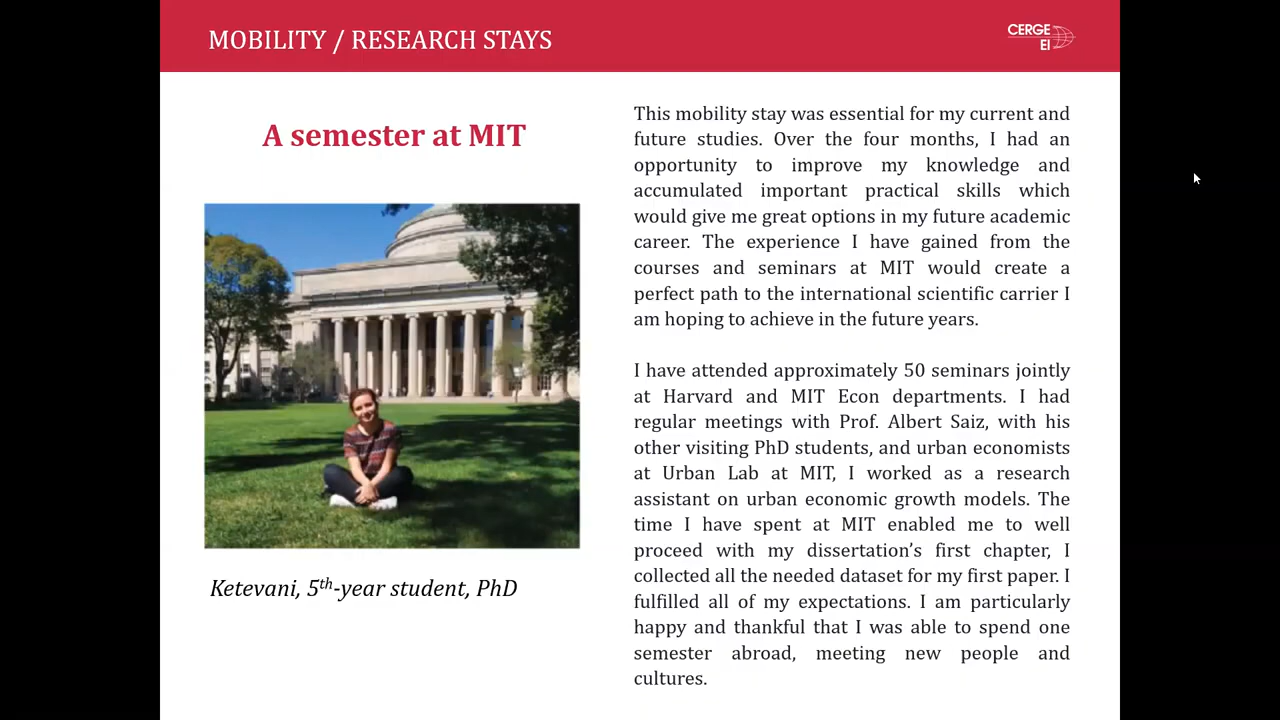 MOBILITY / RESEARCH STAYS
CERGE
EI
A semester at MIT
Ketevani, 5th-year student, PhD
This mobility stay was essential for my current and
future studies. Over the four months, I had an
opportunity to improve my knowledge and
accumulated important practical skills which
would give me great options in my future academic
career. The experience I have gained from the
courses and seminars at MIT would create a
perfect path to the international scientific carrier I
am hoping to achieve in the future years.
I have attended approximately 50 seminars jointly
at Harvard and MIT Econ departments. I had
regular meetings with Prof. Albert Saiz, with his
other visiting PhD students, and urban economists
at Urban Lab at MIT, I worked as a research
assistant on urban economic growth models. The
time I have spent at MIT enabled me to well
proceed with my dissertation’s first chapter, I
collected all the needed dataset for my first paper. I
fulfilled all of my expectations. I am particularly
happy and thankful that I was able to spend one
semester abroad, meeting new people and
cultures.